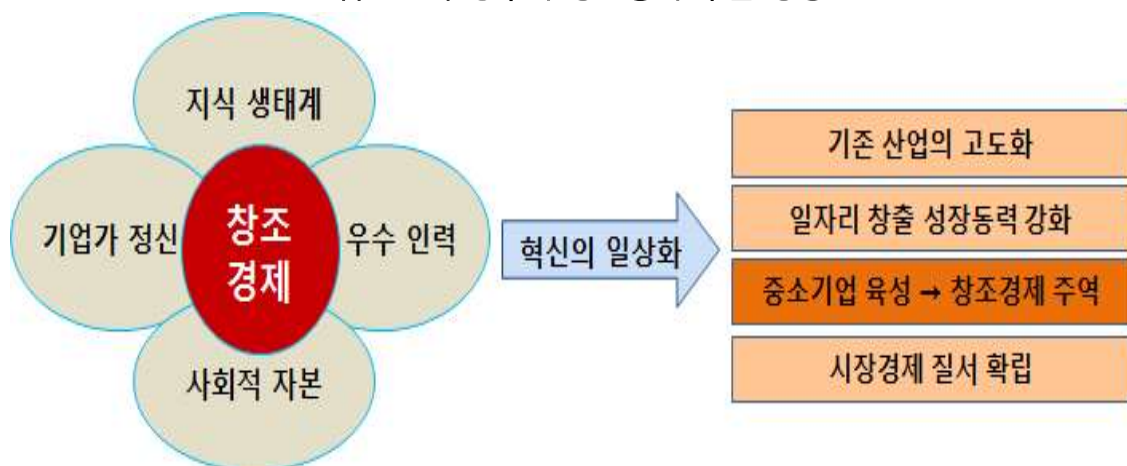 지식 생태계
기업가 정신
창조
경제
우수 인력
사회적 자본
혁신의 일상화
기존 산업의 고도화
일자리 창출 성장동력 강화
중소기업 육성 → 창조경제 주역
시장경제 질서 확립